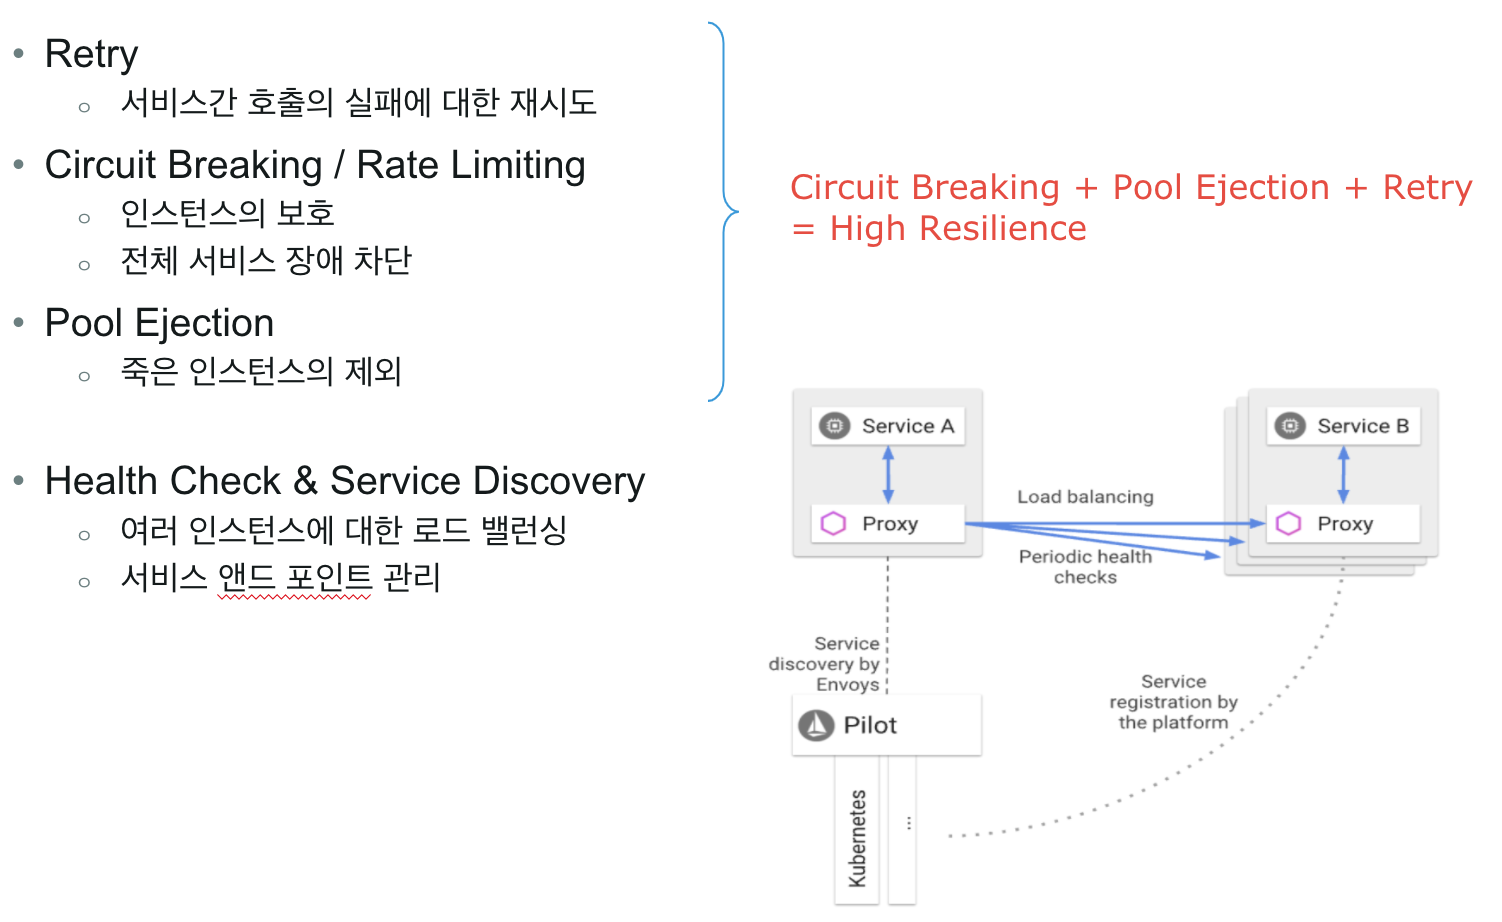 • Retry
○ 서비스간 호출의 실패에 대한 재시도
• Circuit Breaking / Rate Limiting
○ 인스턴스의 보호
○ 전체 서비스 장애 차단
• Pool Ejection
○ 죽은 인스턴스의 제외
• Health Check & Service Discovery
○ 여러 인스턴스에 대한 로드 밸런싱
○ 서비스 앤드 포인트 관리
Circuit Breaking + Pool Ejection + Retry
= High Resilience
Service A
Proxy
Load balancing
Periodic health
checks
Service B
Proxy
Service
discovery by
Envoys
Pilot
Kubernetes
...
Service
registration by
the platform